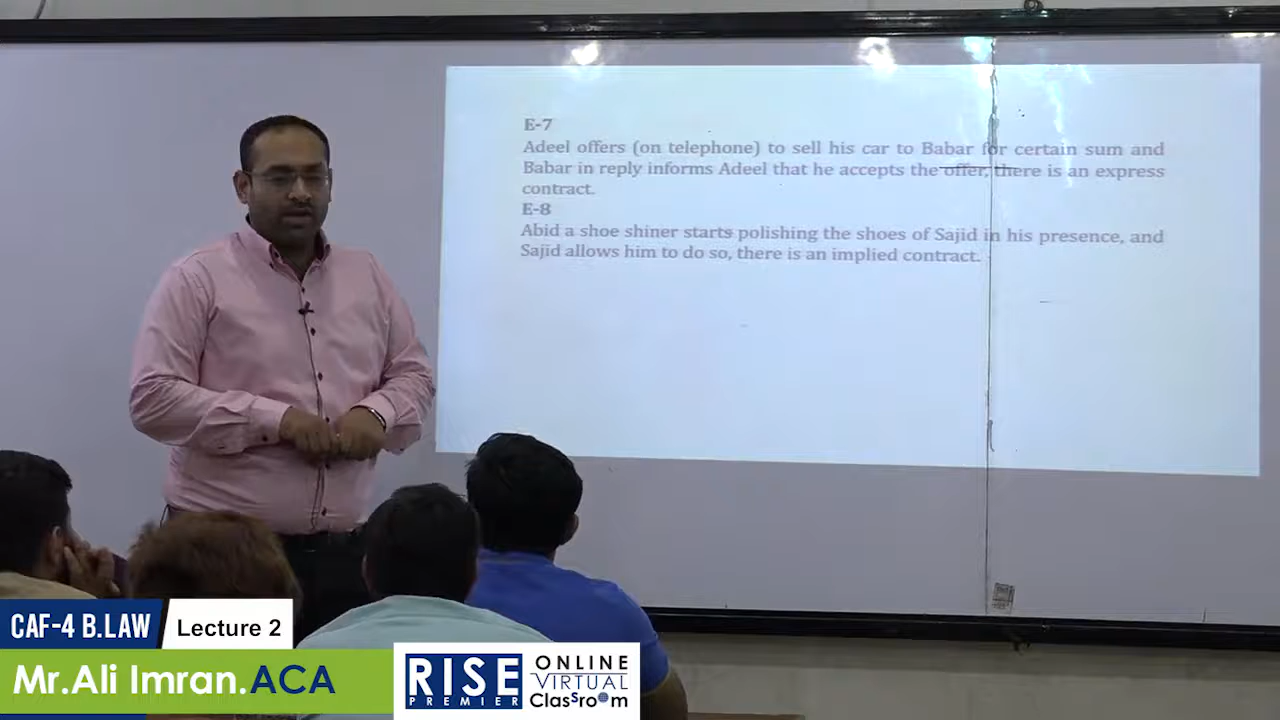 E-7
Adeel offers (on telephone) to sell his car to Babar for certain sum and
Babar in reply informs Adeel that he accepts the offer, there is an express
contract.
E-8
Abid a shoe shiner starts polishing the shoes of Sajid in his presence, and
Sajid allows him to do so, there is an implied contract.
CAF-4 B.LAW
Lecture 2
Mr.Ali Imran.ACA
RISE
PREMIER
ONLINE
VIRTUAL
Classroom